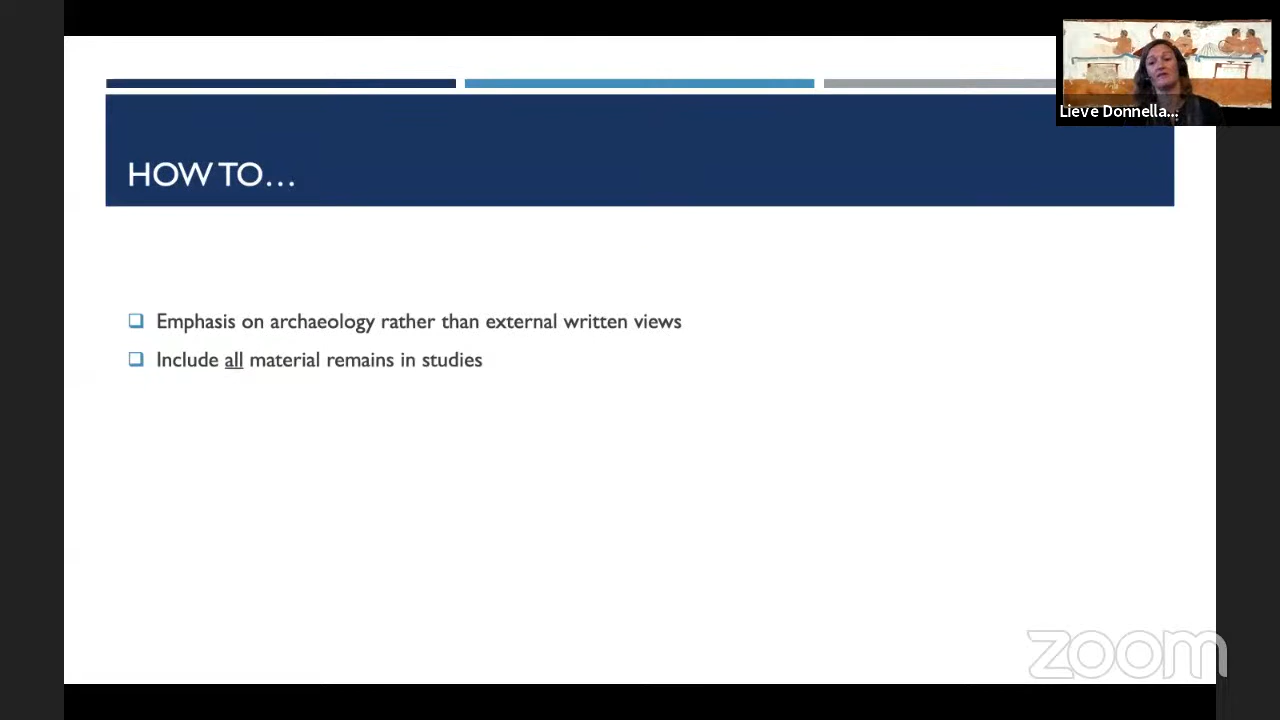 HOW TO...
Emphasis on archaeology rather than external written views
Include all material remains in studies
Lieve Donnella...
zoom